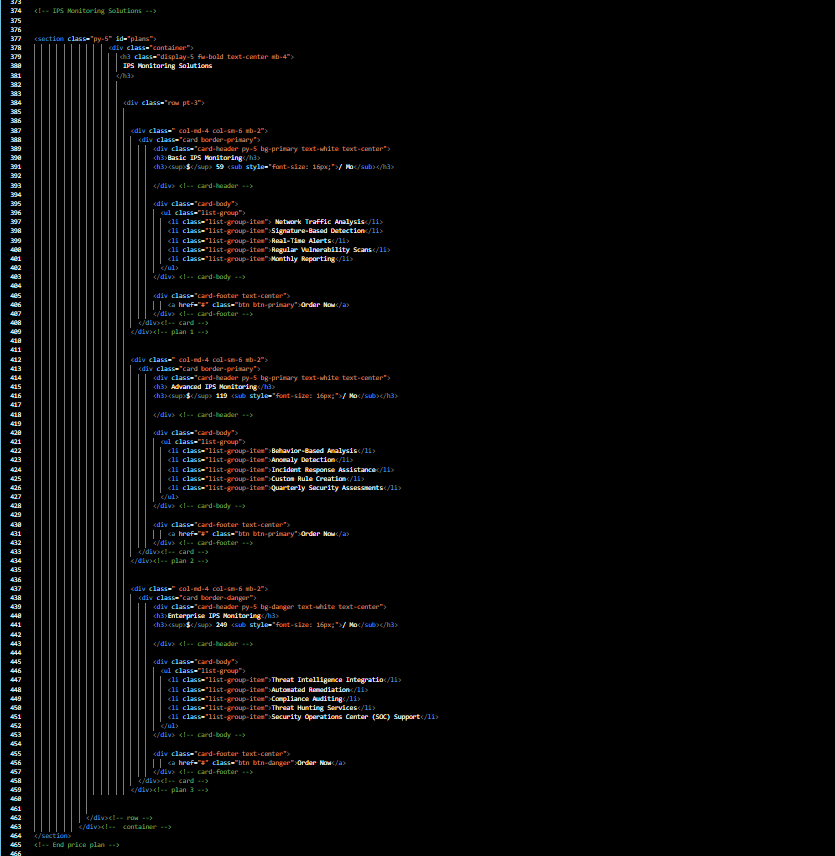 373
374 <!-- IPS Monitoring Solutions -->
375
376
377 <section class="py-5" id="plans">
378 <div class="container">
379 <h3 class="display-5 fw-bold text-center mb-4">
380 IPS Monitoring Solutions
381 </h3>
382
383
384 <div class="row pt-3">
385
386
387 <div class=" col-md-4 col-sm-6 mb-2">
388 <div class="card border-primary">
389 <div class="card-header py-5 bg-primary text-white text-center">
390 <h3>Basic IPS Monitoring</h3>
391 <h3><sup>$</sup> 59 <sub style="font-size: 16px;">/ Mo</sub></h3>
392
393 </div> <!-- card-header -->
394
395 <div class="card-body">
396 <ul class="list-group">
397 <li class="list-group-item"> Network Traffic Analysis</li>
398 <li class="list-group-item">Signature-Based Detection</li>
399 <li class="list-group-item">Real-Time Alerts</li>
400 <li class="list-group-item">Regular Vulnerability Scans</li>
401 <li class="list-group-item">Monthly Reporting</li>
402 </ul>
403 </div> <!-- card-body -->
404
405 <div class="card-footer text-center">
406 <a href="#" class="btn btn-primary">Order Now</a>
407 </div> <!-- card-footer -->
408 </div><!-- card -->
409 </div><!-- plan 1 -->
410
411
412 <div class=" col-md-4 col-sm-6 mb-2">
413 <div class="card border-primary">
414 <div class="card-header py-5 bg-primary text-white text-center">
415 <h3> Advanced IPS Monitoring</h3>
416 <h3><sup>$</sup> 119 <sub style="font-size: 16px;">/ Mo</sub></h3>
417
418 </div> <!-- card-header -->
419
420 <div class="card-body">
421 <ul class="list-group">
422 <li class="list-group-item">Behavior-Based Analysis</li>
423 <li class="list-group-item">Anomaly Detection</li>
424 <li class="list-group-item">Incident Response Assistance</li>
425 <li class="list-group-item">Custom Rule Creation</li>
426 <li class="list-group-item">Quarterly Security Assessments</li>
427 </ul>
428 </div> <!-- card-body -->
429
430 <div class="card-footer text-center">
431 <a href="#" class="btn btn-primary">Order Now</a>
432 </div> <!-- card-footer -->
433 </div><!-- card -->
434 </div><!-- plan 2 -->
435
436
437 <div class=" col-md-4 col-sm-6 mb-2">
438 <div class="card border-danger">
439 <div class="card-header py-5 bg-danger text-white text-center">
440 <h3>Enterprise IPS Monitoring</h3>
441 <h3><sup>$</sup> 249 <sub style="font-size: 16px;">/ Mo</sub></h3>
442
443 </div> <!-- card-header -->
444
445 <div class="card-body">
446 <ul class="list-group">
447 <li class="list-group-item">Threat Intelligence Integratio</li>
448 <li class="list-group-item">Automated Remediation</li>
449 <li class="list-group-item">Compliance Auditing</li>
450 <li class="list-group-item">Threat Hunting Services</li>
451 <li class="list-group-item">Security Operations Center (SOC) Support</li>
452 </ul>
453 </div> <!-- card-body -->
454
455 <div class="card-footer text-center">
456 <a href="#" class="btn btn-danger">Order Now</a>
457 </div> <!-- card-footer -->
458 </div><!-- card -->
459 </div><!-- plan 3 -->
460
461
462 </div><!-- row -->
463 </div><!-- container -->
464 </section>
465 <!-- End price plan -->
466